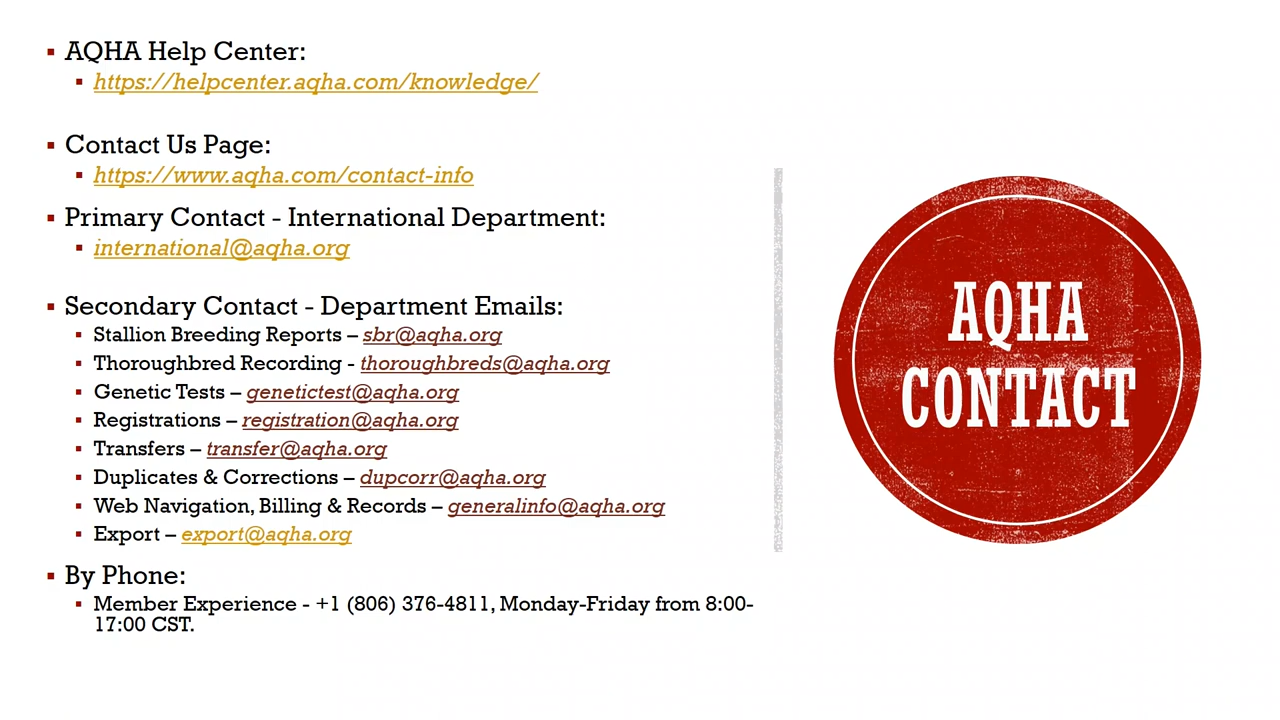 AQHA Help Center:
https://helpcenter.aqha.com/knowledge/
Contact Us Page:
https://www.aqha.com/contact-info
Primary Contact - International Department:
international@aqha.org
Secondary Contact - Department Emails:
Stallion Breeding Reports – sbr@aqha.org
Thoroughbred Recording - thoroughbreds@aqha.org
Genetic Tests – genetictest@aqha.org
Registrations – registration@aqha.org
Transfers – transfer@aqha.org
Duplicates & Corrections – dupcorr@aqha.org
Web Navigation, Billing & Records – generalinfo@aqha.org
Export – export@aqha.org
By Phone:
Member Experience - +1 (806) 376-4811, Monday-Friday from 8:00-
17:00 CST.
AQHA
CONTACT